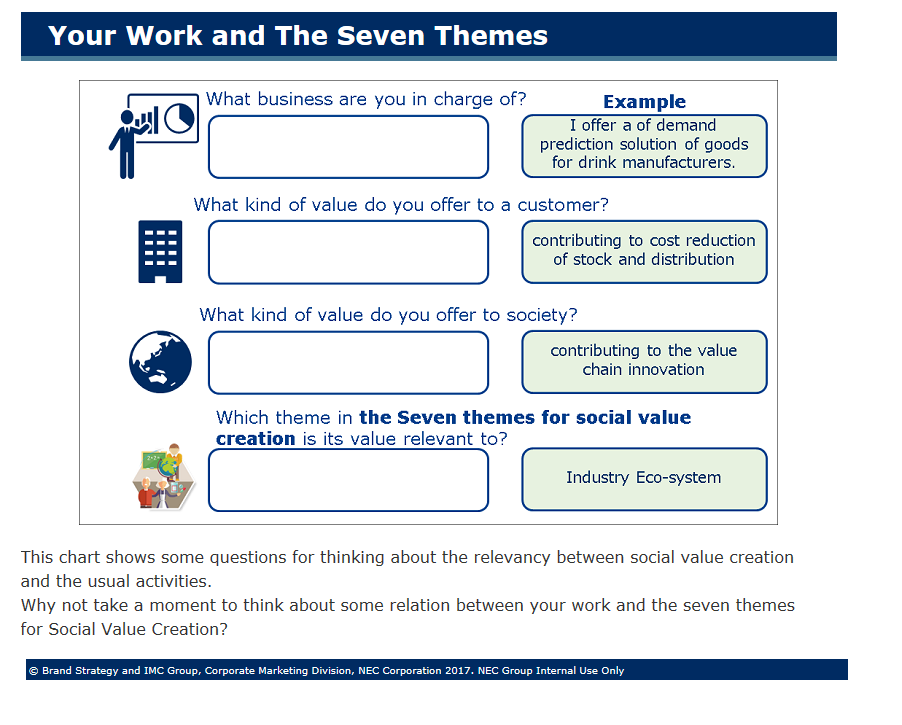 Your Work and The Seven Themes
What business are you in charge of?
Example
I offer a of demand
prediction solution of goods
for drink manufacturers.
What kind of value do you offer to a customer?
contributing to cost reduction
of stock and distribution
What kind of value do you offer to society?
contributing to the value
chain innovation
Which theme in the Seven themes for social value
creation is its value relevant to?
Industry Eco-system
This chart shows some questions for thinking about the relevancy between social value creation
and the usual activities.
Why not take a moment to think about some relation between your work and the seven themes
for Social Value Creation?
© Brand Strategy and IMC Group, Corporate Marketing Division, NEC Corporation 2017. NEC Group Internal Use Only